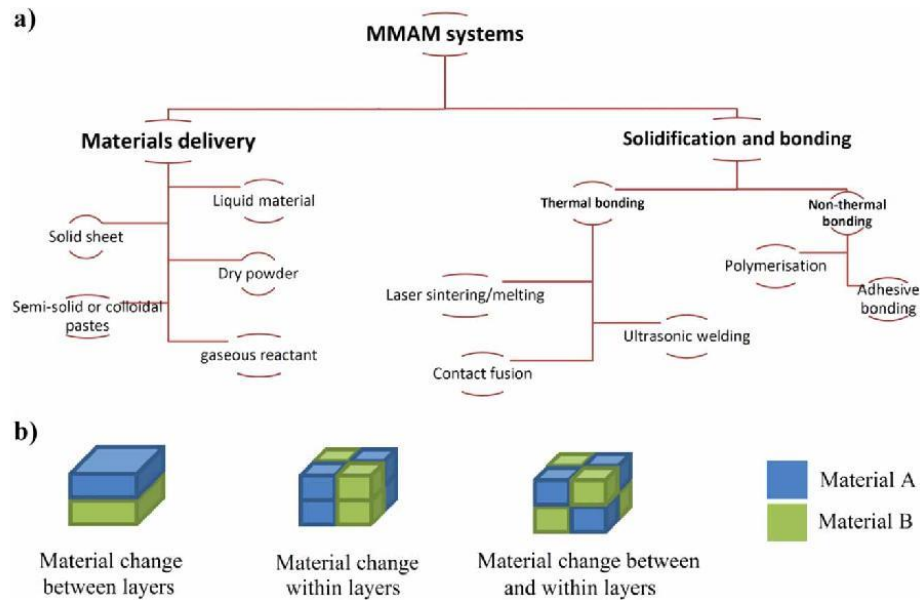 a)
MMAM systems
Materials delivery
Solidification and bonding
Liquid material
Solid sheet
Dry powder
Semi-solid or colloidal
pastes
gaseous reactant
Thermal bonding
Non-thermal
bonding
Laser sintering/melting
Polymerisation
Adhesive
bonding
Ultrasonic welding
Contact fusion
b)
Material change
between layers
Material change
within layers
Material change between
and within layers
Material A
Material B